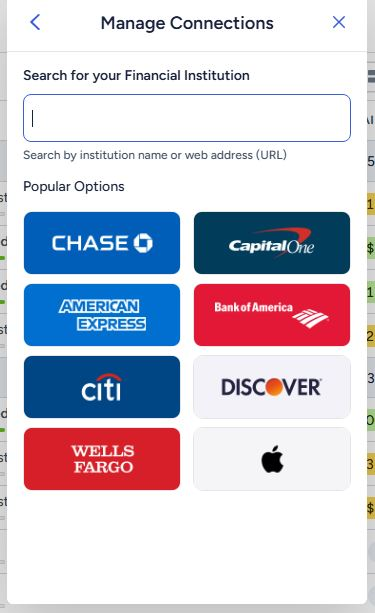 Manage Connections
Search for your Financial Institution
Search by institution name or web address (URL)
Popular Options
CHASE
Capital One
AMERICAN EXPRESS
Bank of America
citi
DISCOVER
WELLS FARGO